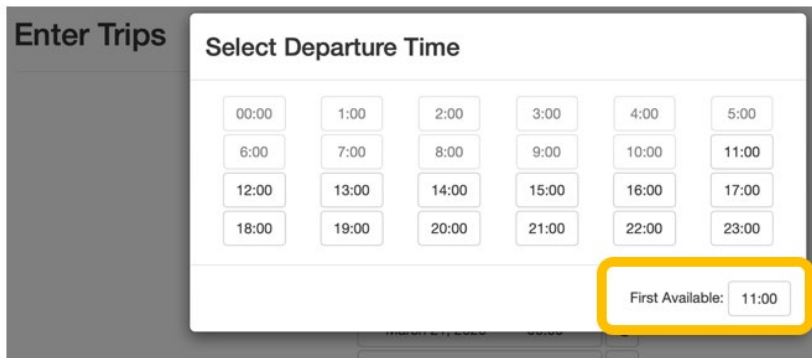 Enter Trips
Select Departure Time
00:00 1:00 2:00 3:00 4:00 5:00
6:00 7:00 8:00 9:00 10:00 11:00
12:00 13:00 14:00 15:00 16:00 17:00
18:00 19:00 20:00 21:00 22:00 23:00
First Available: 11:00